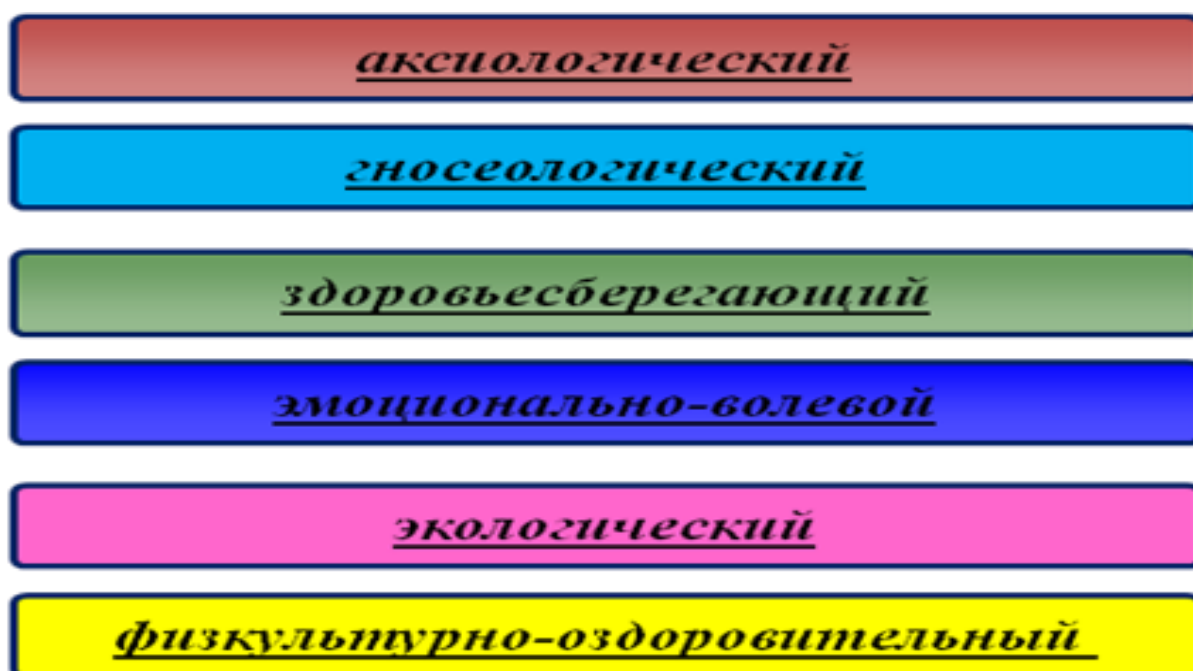 аксиологический
гносеологический
здоровьесберегающий
эмоционально-волевой
экологический
физкультурно-оздоровительный